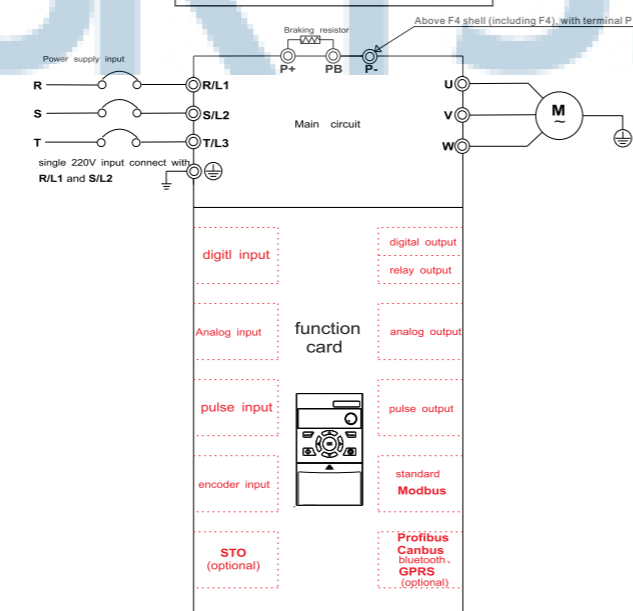 Above F4 shell (including F4), with terminal P
Braking resistor
P+
PB
P-
Power supply input
R
S
T
R/L1
S/L2
T/L3
single 220V input connect with
R/L1 and S/L2
Main circuit
U
V
W
M
~
digitl input
digital output
relay output
Analog input
function
card
analog output
pulse input
pulse output
encoder input
standard
Modbus
STO
(optional)
Profibus
Canbus
bluetooth、
GPRS
(optional)